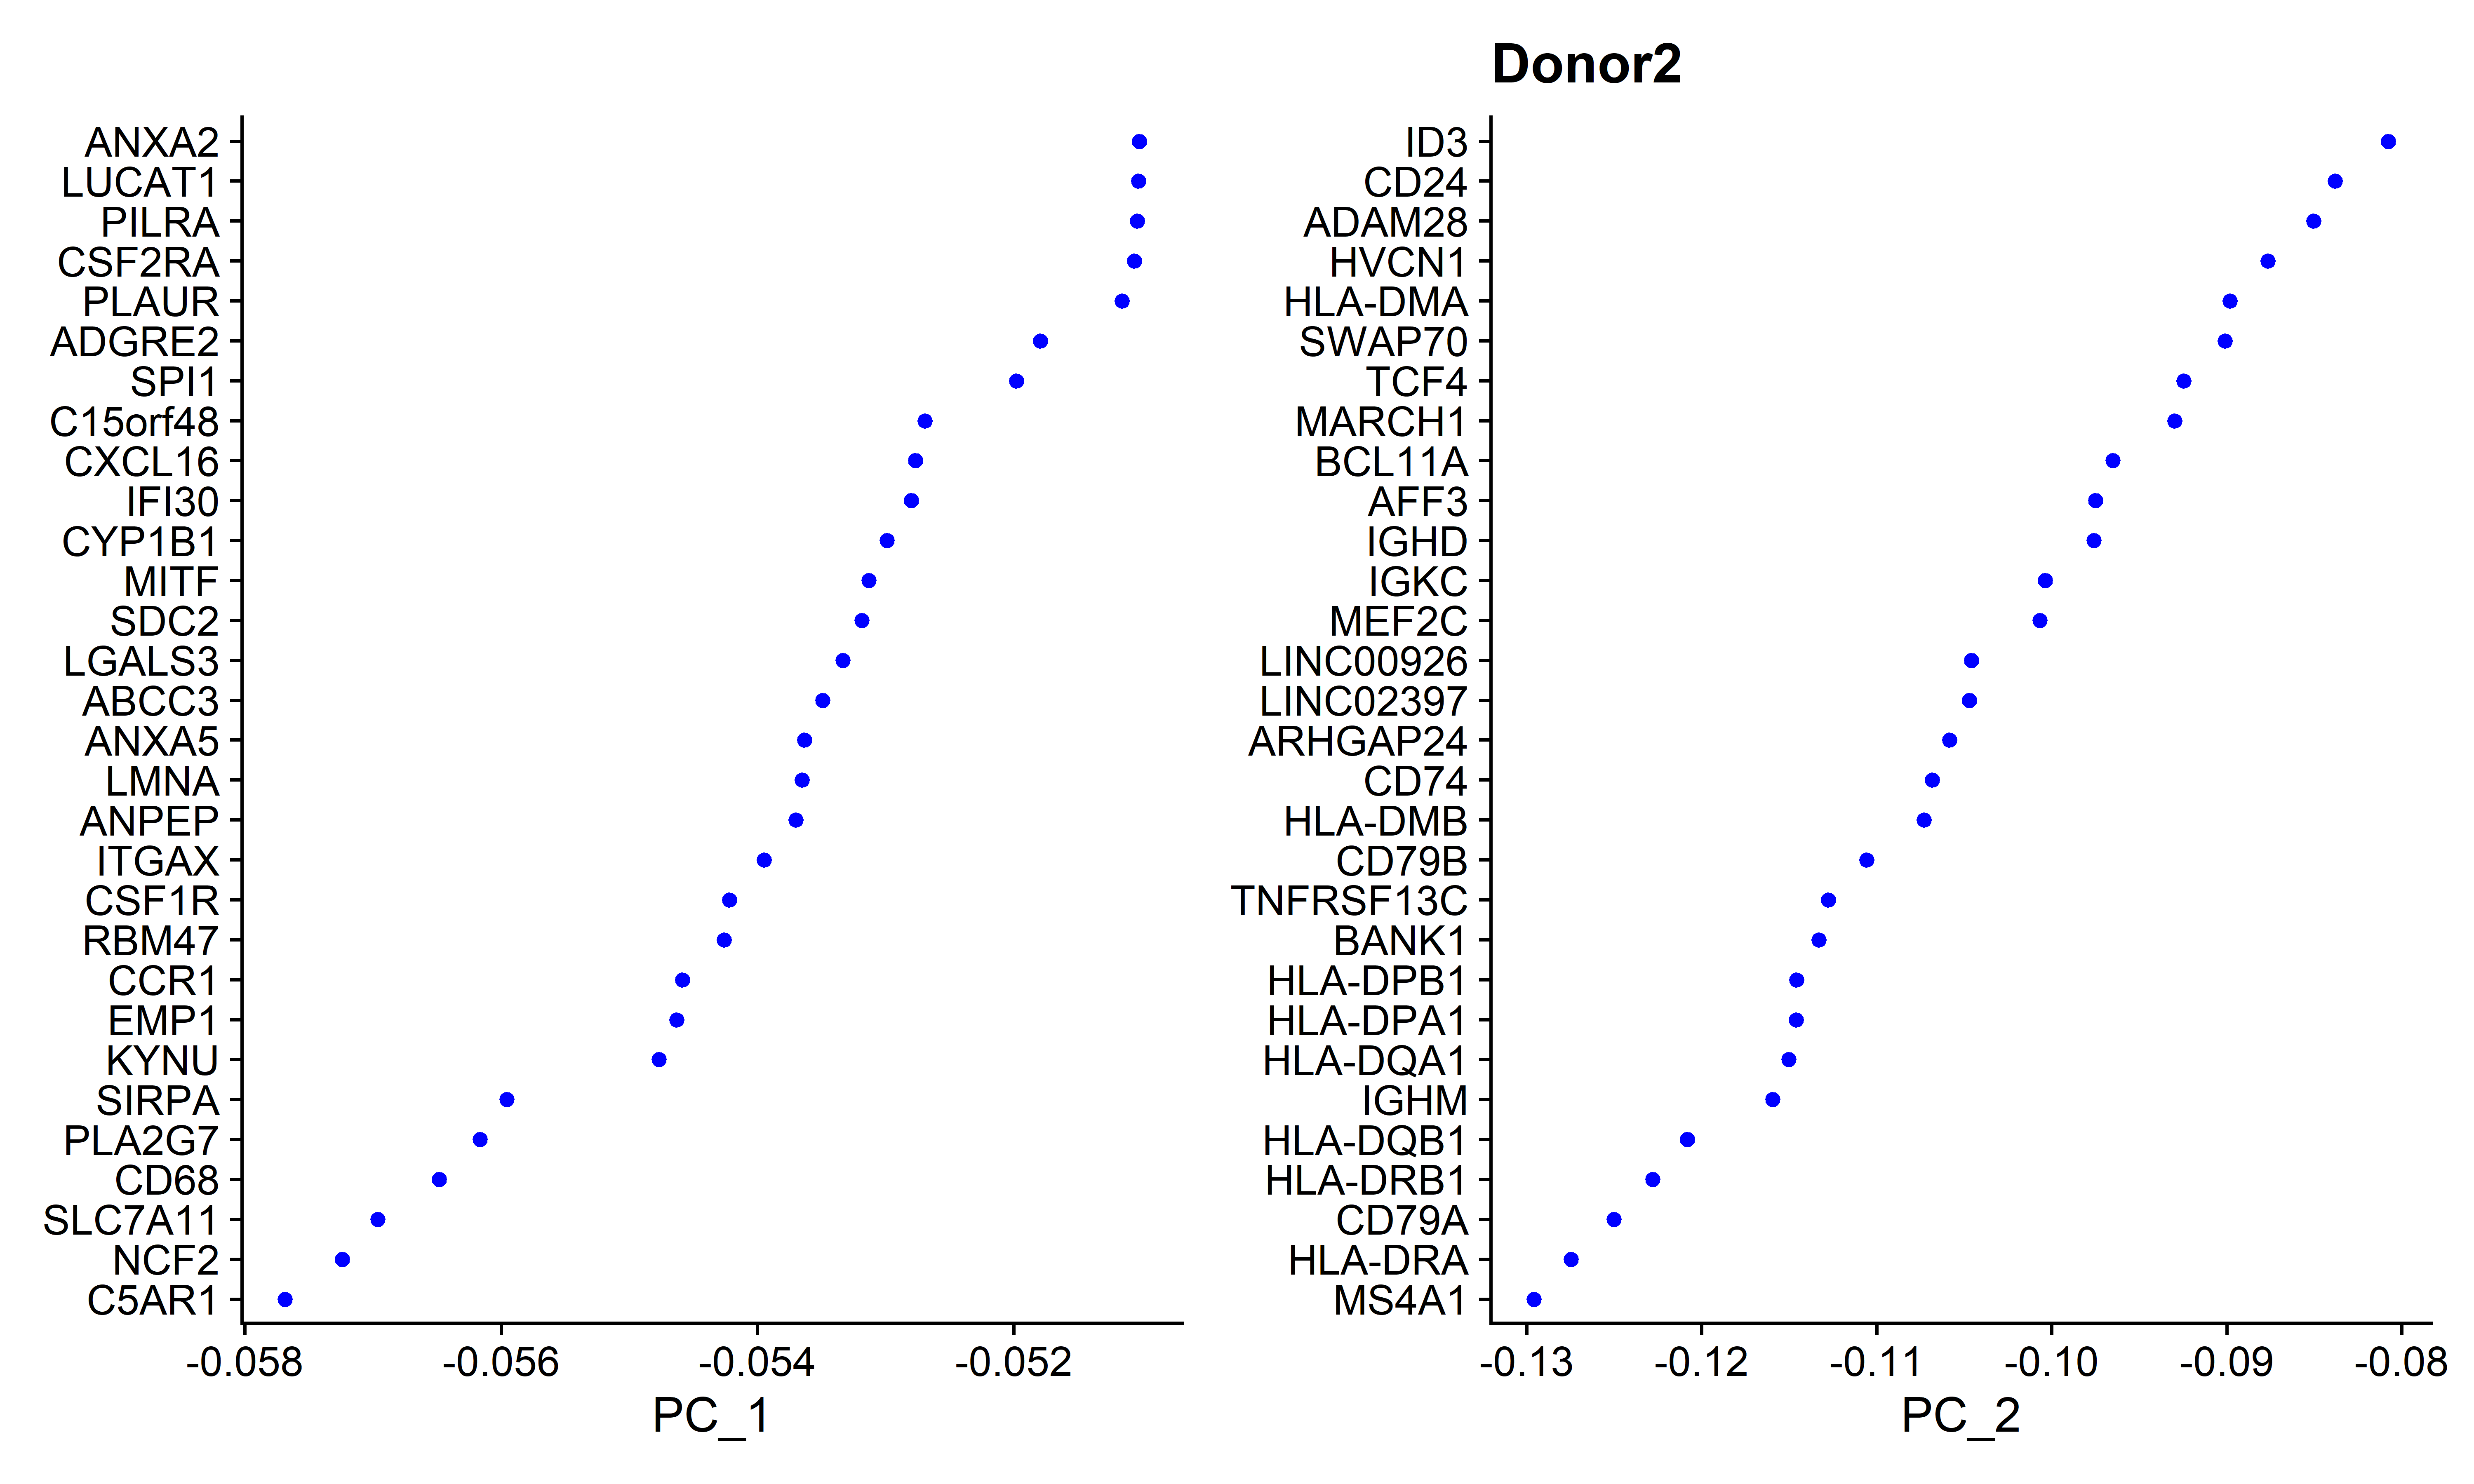 Donor2
ANXA2
LUCAT1
PILRA
CSF2RA
PLAUR
ADGRE2
SPI1
C15orf48
CXCL16
IFI30
CYP1B1
MITF
SDC2
LGALS3
ABCC3
ANXA5
LMNA
ANPEP
ITGAX
CSF1R
RBM47
CCR1
EMP1
KYNU
SIRPA
PLA2G7
CD68
SLC7A11
NCF2
C5AR1
-0.058 -0.056 -0.054 -0.052
PC_1
ID3
CD24
ADAM28
HVCN1
HLA-DMA
SWAP70
TCF4
MARCH1
BCL11A
AFF3
IGHD
IGKC
MEF2C
LINC00926
LINC02397
ARHGAP24
CD74
HLA-DMB
CD79B
TNFRSF13C
BANK1
HLA-DPB1
HLA-DPA1
HLA-DQA1
IGHM
HLA-DQB1
HLA-DRB1
CD79A
HLA-DRA
MS4A1
-0.13 -0.12 -0.11 -0.10 -0.09 -0.08
PC_2